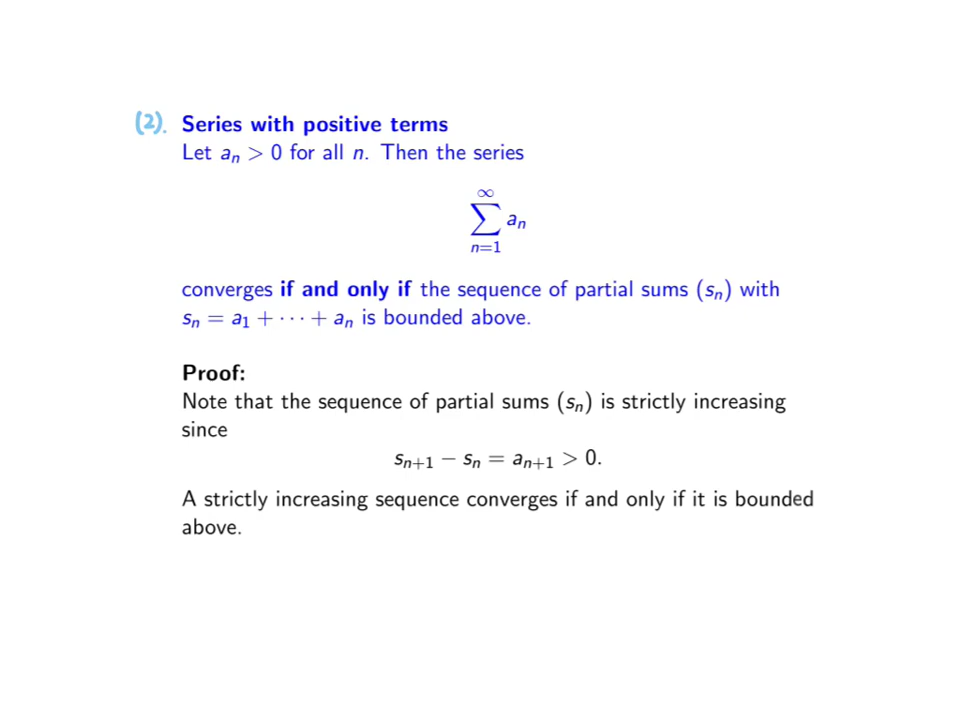 (2). Series with positive terms
Let aₙ > 0 for all n. Then the series
∞
∑ aₙ
n=1
converges if and only if the sequence of partial sums (sₙ) with
sₙ = a₁ + · · · + aₙ is bounded above.
Proof:
Note that the sequence of partial sums (sₙ) is strictly increasing
since
sₙ₊₁ − sₙ = aₙ₊₁ > 0.
A strictly increasing sequence converges if and only if it is bounded
above.